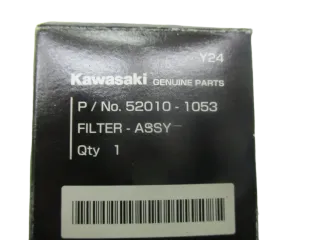 Y24
Kawasaki GENUINE PARTS
P / No. 52010 - 1053
FILTER - ASSY
Qty 1